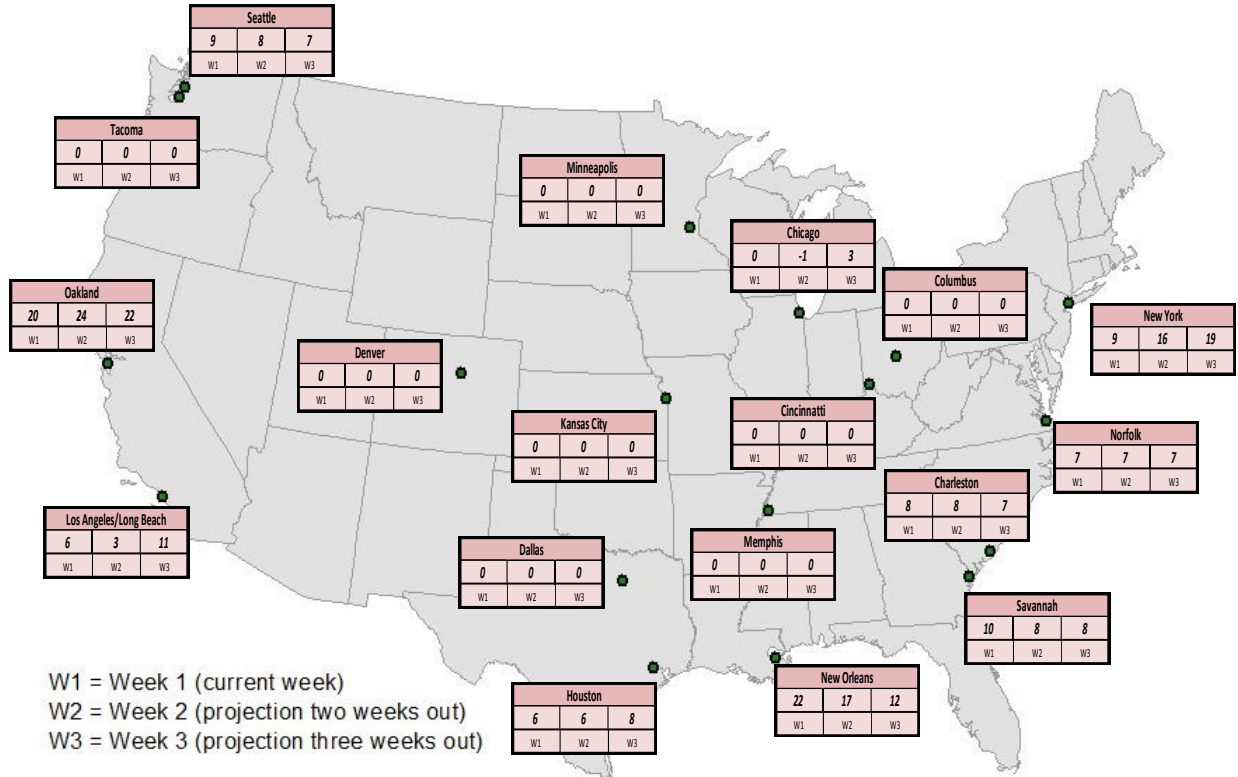 Seattle
9 8 7
W1 W2 W3
Tacoma
0 0 0
W1 W2 W3
Minneapolis
0 0 0
W1 W2 W3
Chicago
0 -1 3
W1 W2 W3
Columbus
0 0 0
W1 W2 W3
Oakland
20 24 22
W1 W2 W3
New York
9 16 19
W1 W2 W3
Denver
0 0 0
W1 W2 W3
Kansas City
0 0 0
W1 W2 W3
Cincinnatti
0 0 0
W1 W2 W3
Norfolk
7 7 7
W1 W2 W3
Charleston
8 8 7
W1 W2 W3
Los Angeles/Long Beach
6 3 11
W1 W2 W3
Dallas
0 0 0
W1 W2 W3
Memphis
0 0 0
W1 W2 W3
Savannah
10 8 8
W1 W2 W3
New Orleans
22 17 12
W1 W2 W3
Houston
6 6 8
W1 W2 W3
W1 = Week 1 (current week)
W2 = Week 2 (projection two weeks out)
W3 = Week 3 (projection three weeks out)